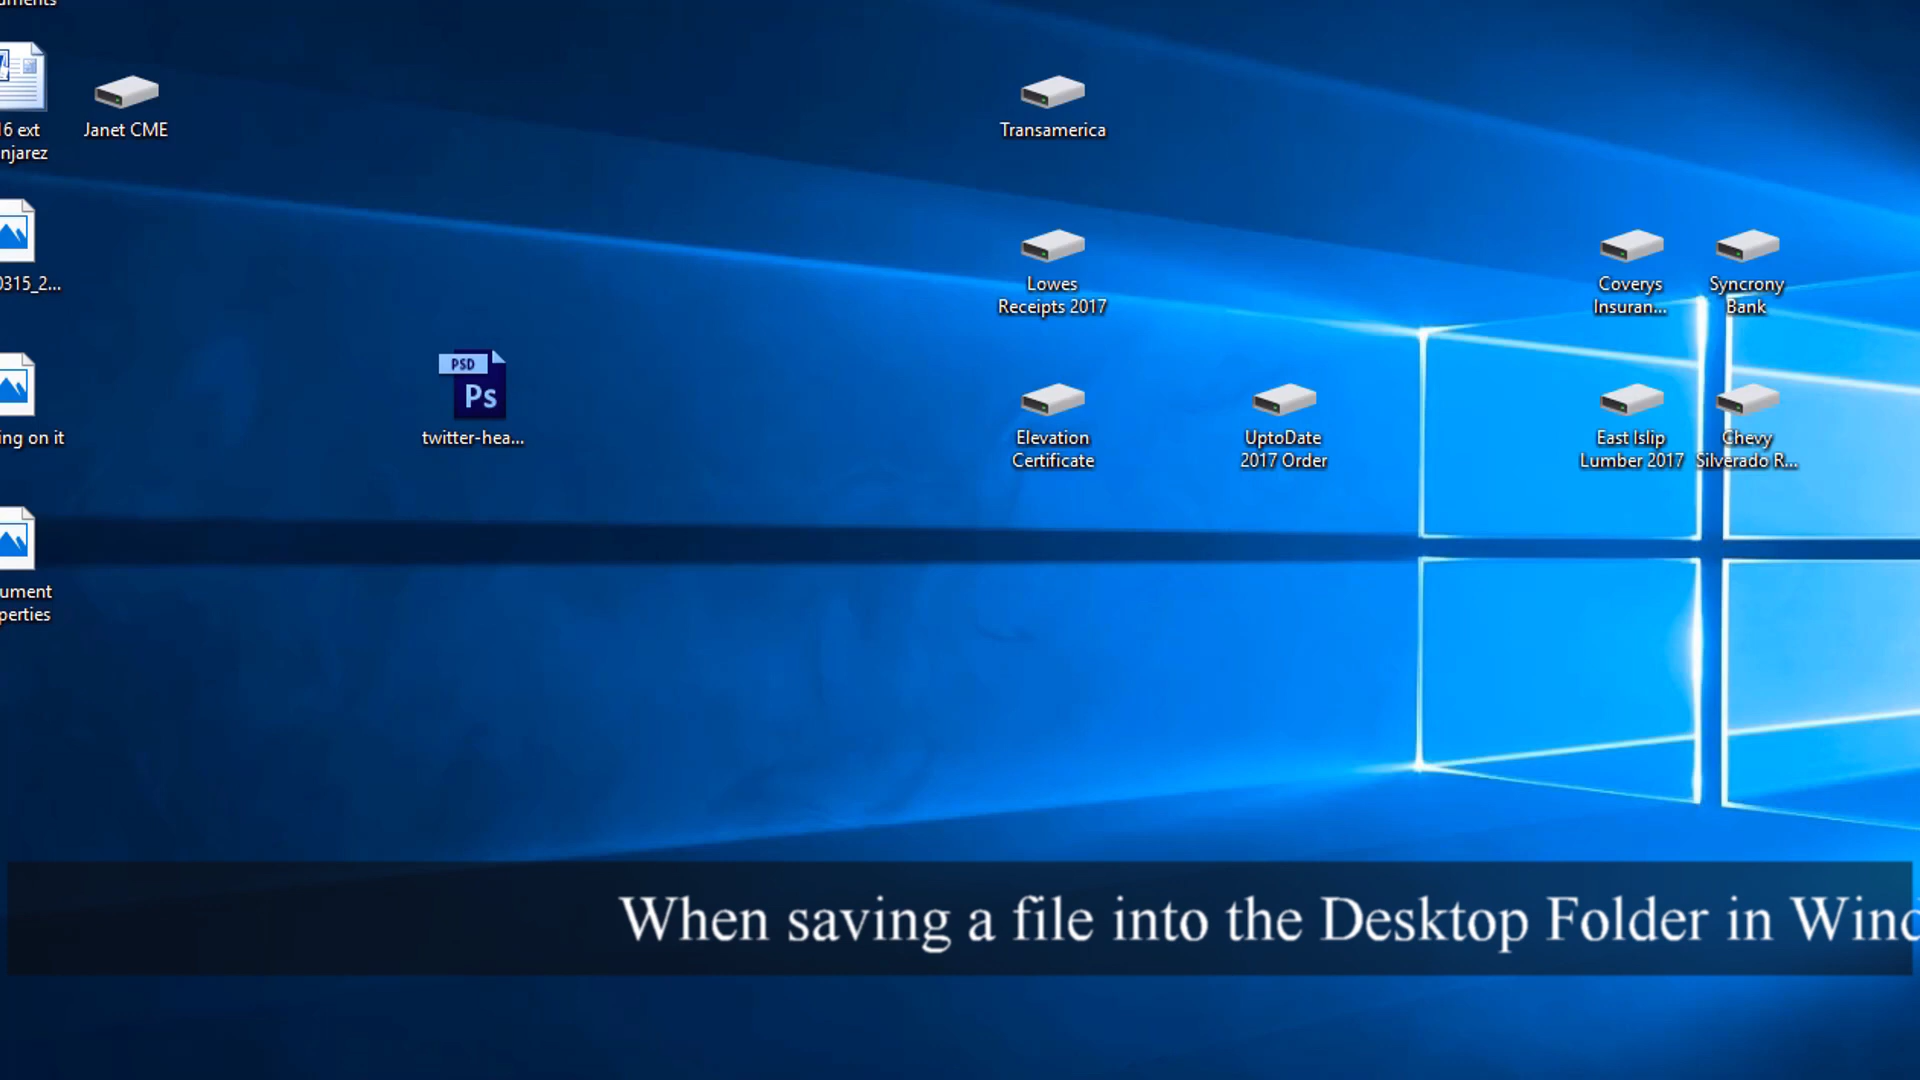 uments
16 ext
njarez
Janet CME
Transamerica
0315_2...
Lowes
Receipts 2017
Coverys
Insuran...
Syncrony
Bank
ing on it
PSD
Ps
twitter-hea...
Elevation
Certificate
UptoDate
2017 Order
East Islip
Lumber 2017
Chevy
Silverado R...
ument
perties
When saving a file into the Desktop Folder in Wind